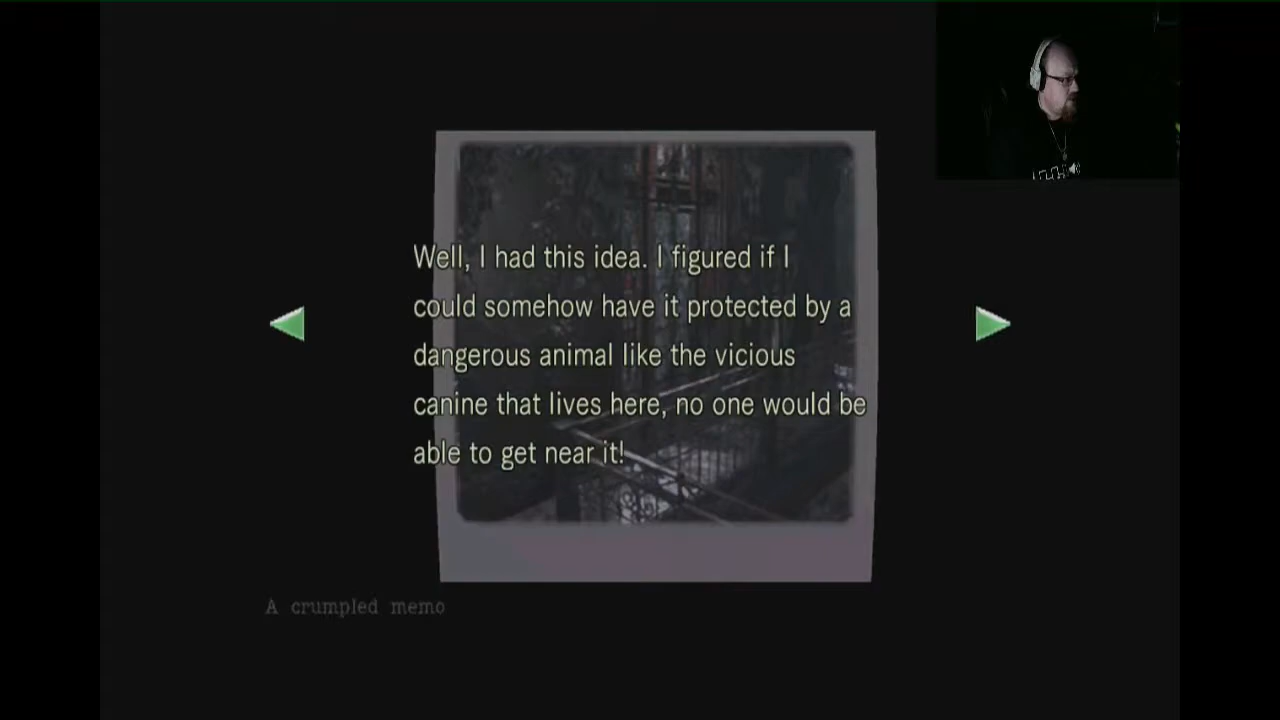 Well, I had this idea. I figured if I
could somehow have it protected by a
dangerous animal like the vicious
canine that lives here, no one would be
able to get near it!
A crumpled memo